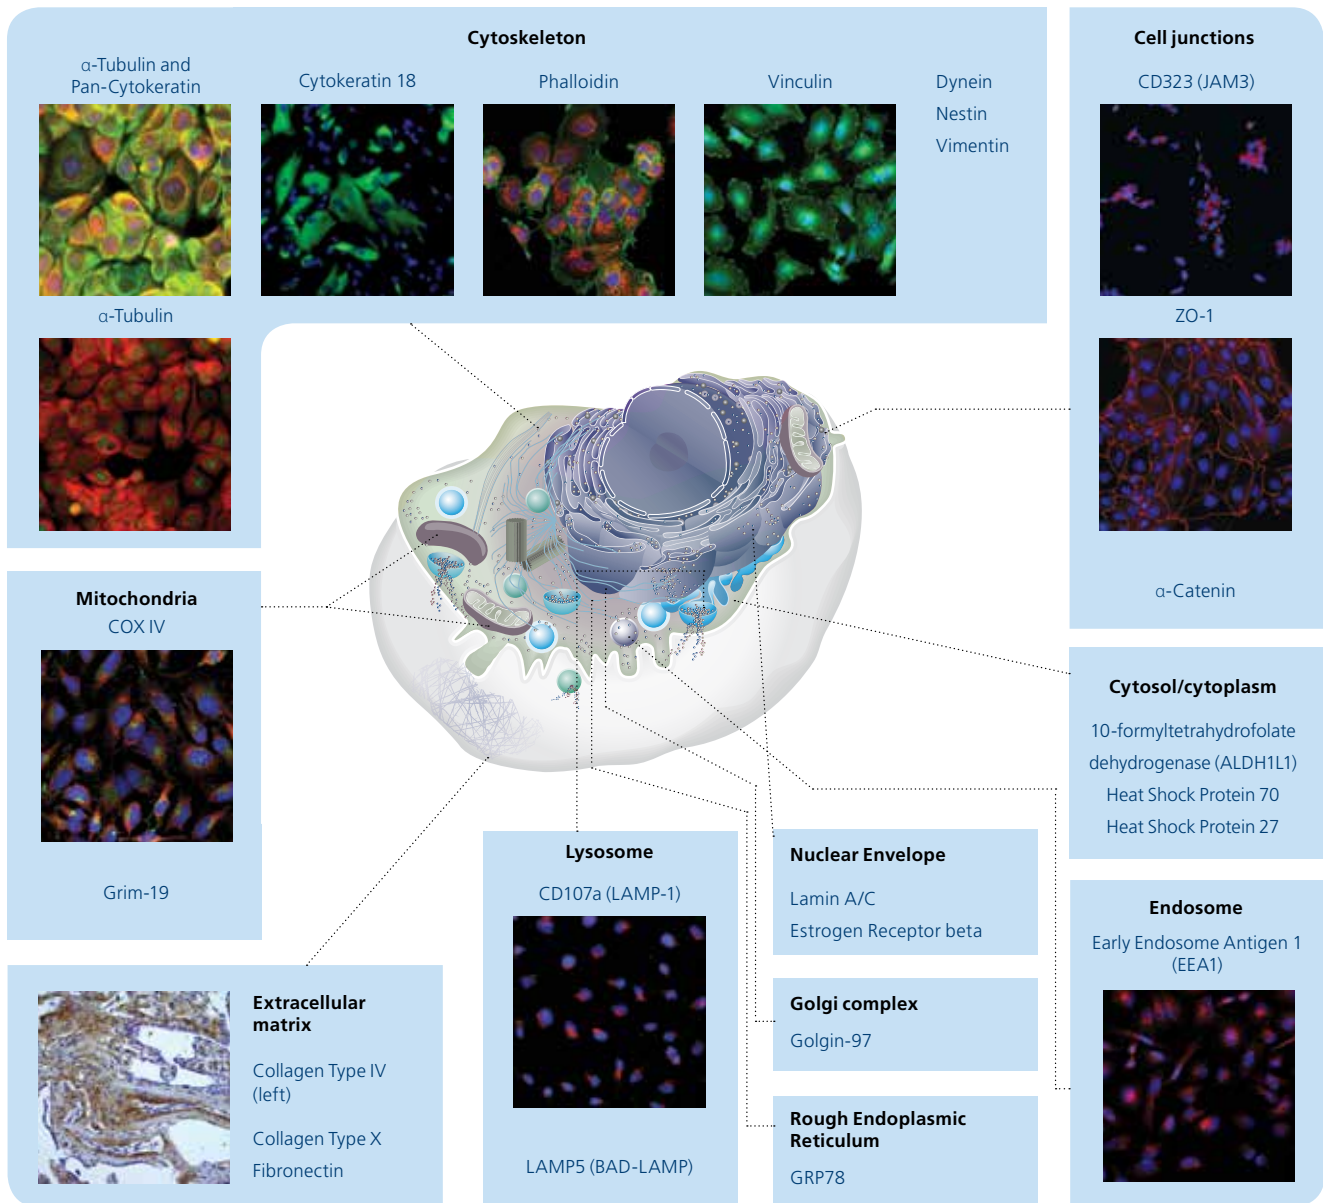 Cytoskeleton
α-Tubulin and
Pan-Cytokeratin
Cytokeratin 18
Phalloidin
Vinculin
Dynein
Nestin
Vimentin
α-Tubulin
Cell junctions
CD323 (JAM3)
ZO-1
α-Catenin
Mitochondria
COX IV
Grim-19
Cytosol/cytoplasm
10-formyltetrahydrofolate
dehydrogenase (ALDH1L1)
Heat Shock Protein 70
Heat Shock Protein 27
Extracellular
matrix
Collagen Type IV
(left)
Collagen Type X
Fibronectin
Lysosome
CD107a (LAMP-1)
LAMP5 (BAD-LAMP)
Nuclear Envelope
Lamin A/C
Estrogen Receptor beta
Golgi complex
Golgin-97
Rough Endoplasmic
Reticulum
GRP78
Endosome
Early Endosome Antigen 1
(EEA1)